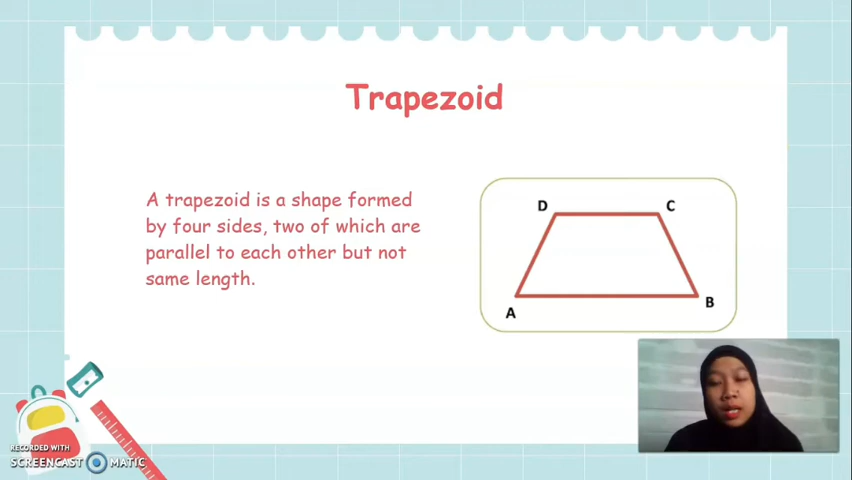 Trapezoid
A trapezoid is a shape formed
by four sides, two of which are
parallel to each other but not
same length.
D
C
A
B
RECORDED WITH
SCREENCAST MATIC